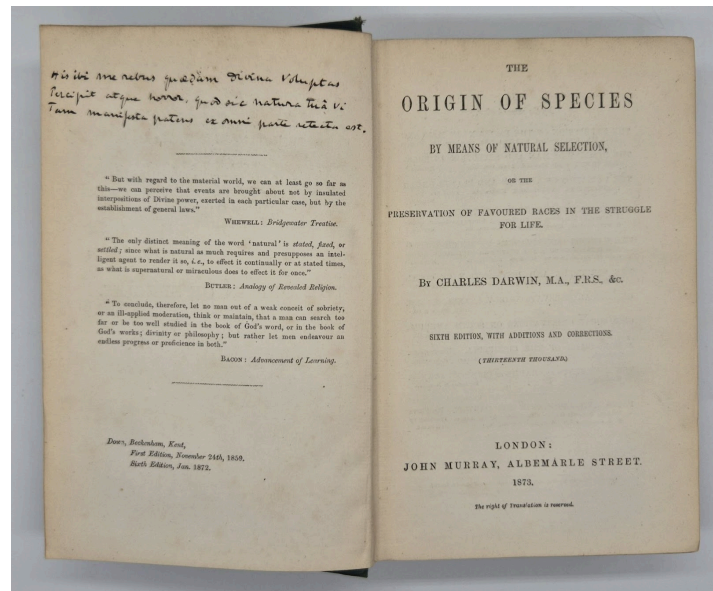 His ibi me rebus quædam Divina Voluptas
Percipit atque horror, quod sic natura tuâ vi
Tam manifesta patens ex omni parte retecta est.
"But with regard to the material world, we can at least go so far as
this—we can perceive that events are brought about not by insulated
interpositions of Divine power, exerted in each particular case, but by the
establishment of general laws."
WHEWELL: Bridgewater Treatise.
"The only distinct meaning of the word 'natural' is stated, fixed, or
settled; since what is natural as much requires and presupposes an intel-
ligent agent to render it so, i.e., to effect it continually or at stated times,
as what is supernatural or miraculous does to effect it for once."
BUTLER: Analogy of Revealed Religion.
"To conclude, therefore, let no man out of a weak conceit of sobriety,
or an ill-applied moderation, think or maintain, that a man can search too
far or be too well studied in the book of God's word, or in the book of
God's works; divinity or philosophy; but rather let men endeavour an
endless progress or proficience in both."
BACON: Advancement of Learning.
Down, Beckenham, Kent,
First Edition, November 24th, 1859.
Sixth Edition, Jan. 1872.
THE
ORIGIN OF SPECIES
BY MEANS OF NATURAL SELECTION,
OR THE
PRESERVATION OF FAVOURED RACES IN THE STRUGGLE
FOR LIFE.
BY CHARLES DARWIN, M.A., F.R.S., &c.
SIXTH EDITION, WITH ADDITIONS AND CORRECTIONS.
(THIRTEENTH THOUSAND.)
LONDON:
JOHN MURRAY, ALBEMARLE STREET.
1873.
The right of Translation is reserved.